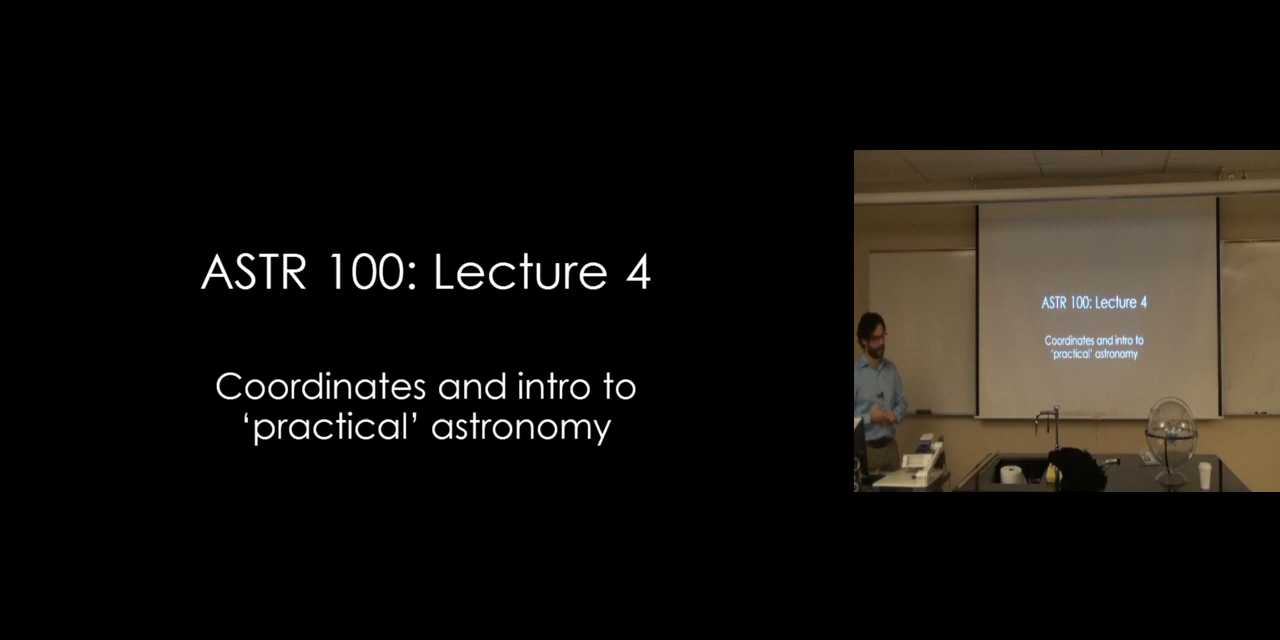 ASTR 100: Lecture 4
Coordinates and intro to
‘practical’ astronomy
ASTR 100: Lecture 4
Coordinates and intro to
‘practical’ astronomy